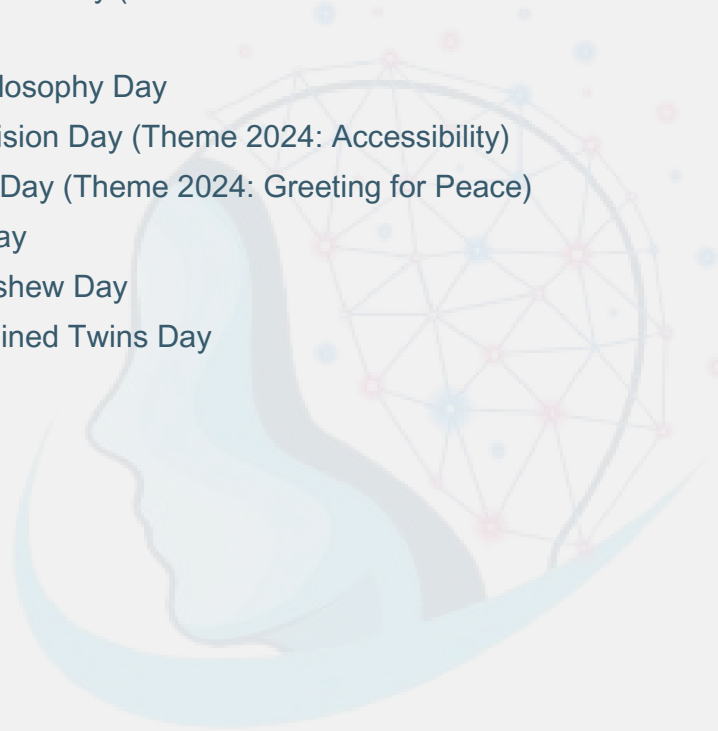 losophy Day
ision Day (Theme 2024: Accessibility)
Day (Theme 2024: Greeting for Peace)
ay
shew Day
ined Twins Day